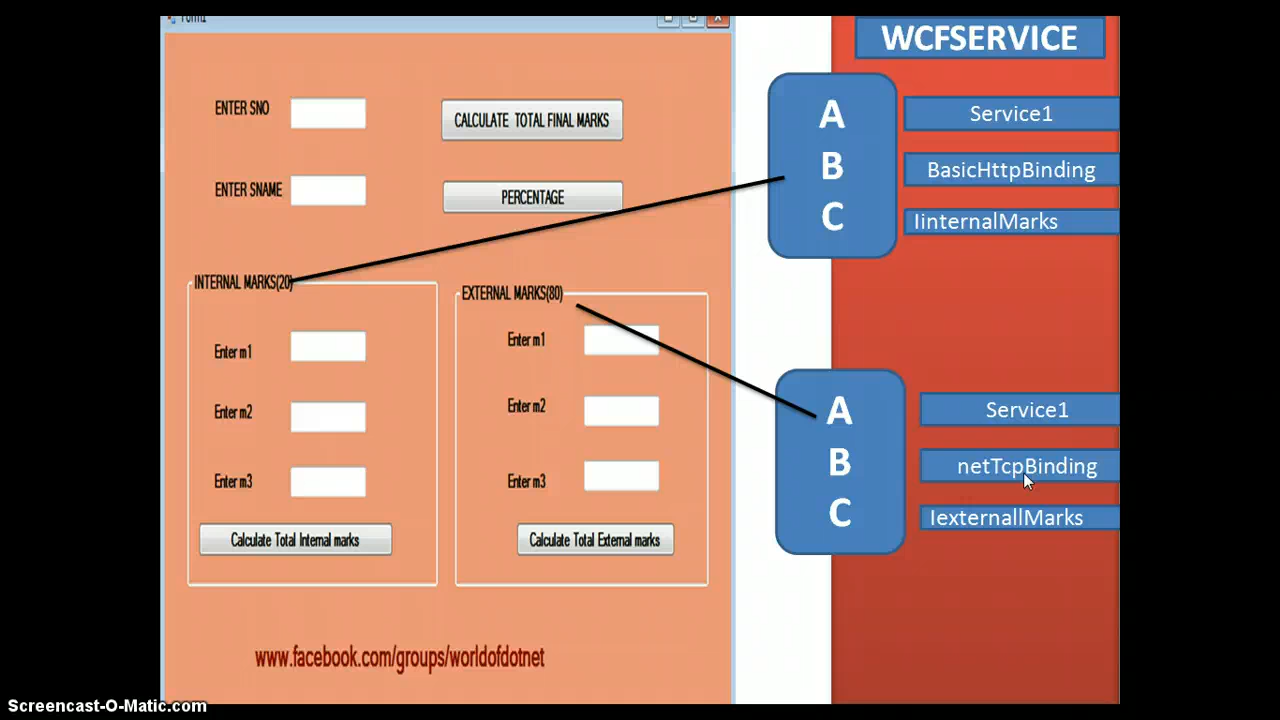 Form1
WCFSERVICE
ENTER SNO
CALCULATE TOTAL FINAL MARKS
ENTER SNAME
PERCENTAGE
A
B
C
Service1
BasicHttpBinding
IinternalMarks
INTERNAL MARKS(20)
Enter m1
Enter m2
Enter m3
Calculate Total Internal marks
EXTERNAL MARKS(80)
Enter m1
Enter m2
Enter m3
Calculate Total External marks
A
B
C
Service1
netTcpBinding
IexternallMarks
www.facebook.com/groups/worldofdotnet
Screencast-O-Matic.com